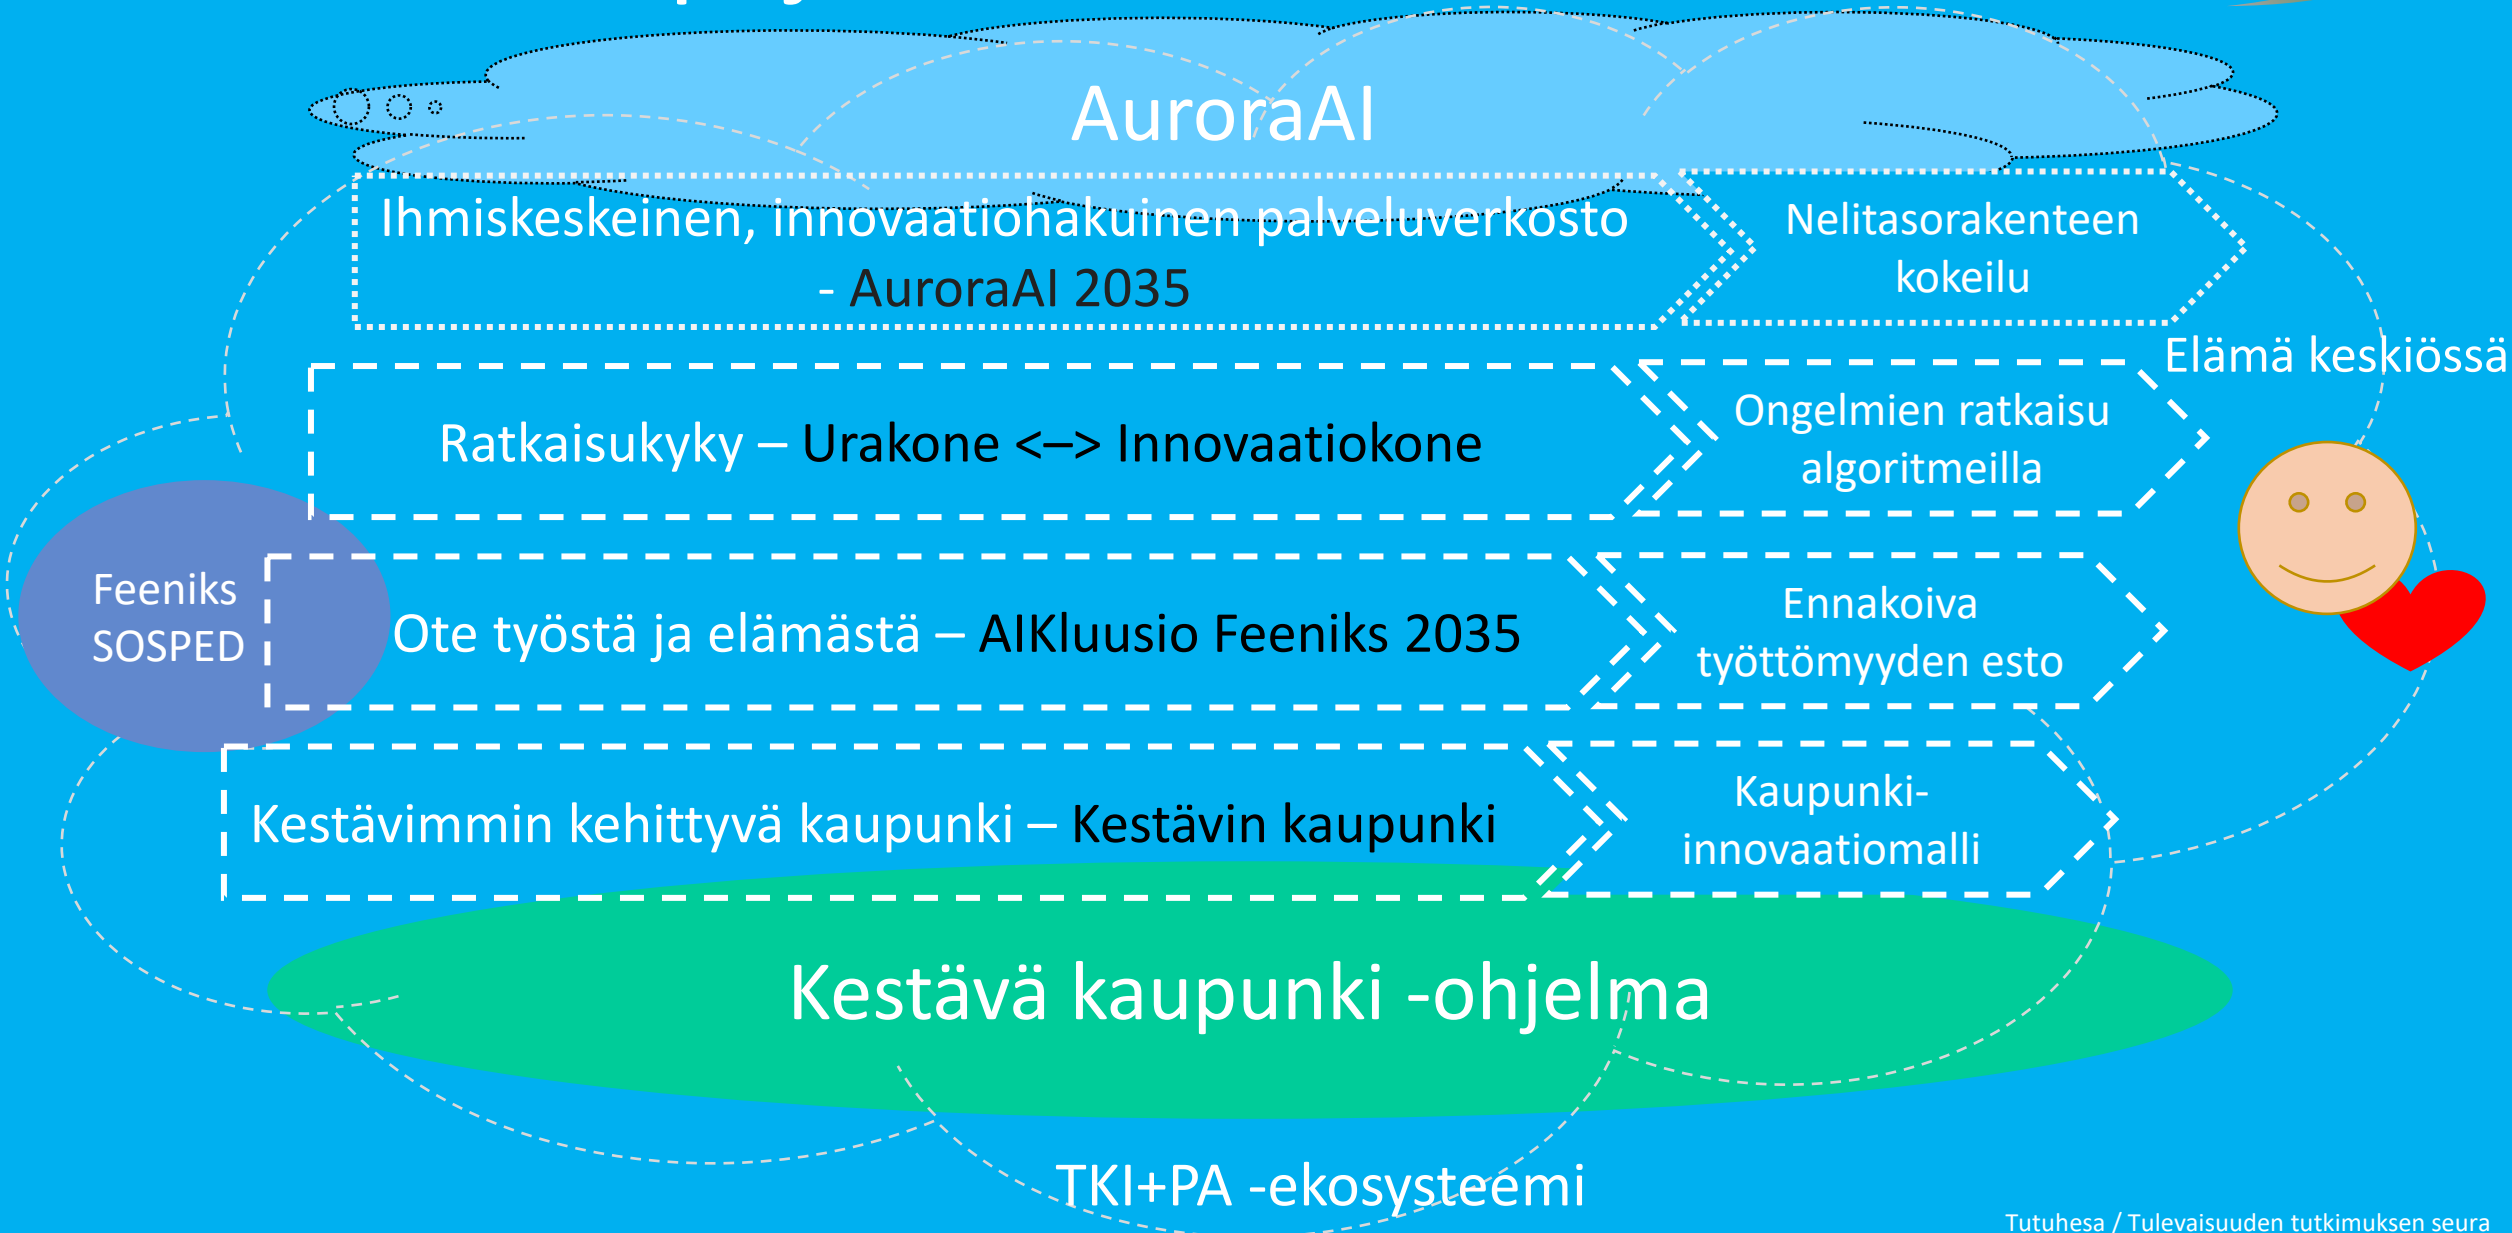 AuroraAI
Ihmiskeskeinen, innovaatiohakuinen palveluverkosto
- AuroraAI 2035
Nelitasorakenteen
kokeilu
Elämä keskiössä
Ratkaisukyky – Urakone <–> Innovaatiokone
Ongelmien ratkaisu
algoritmeilla
Feeniks
SOSPED
Ote työstä ja elämästä – AIKluusio Feeniks 2035
Ennakoiva
työttömyyden esto
Kestävimmin kehittyvä kaupunki – Kestävin kaupunki
Kaupunki-
innovaatiomalli
Kestävä kaupunki -ohjelma
TKI+PA -ekosysteemi
Tutuhesa / Tulevaisuuden tutkimuksen seura